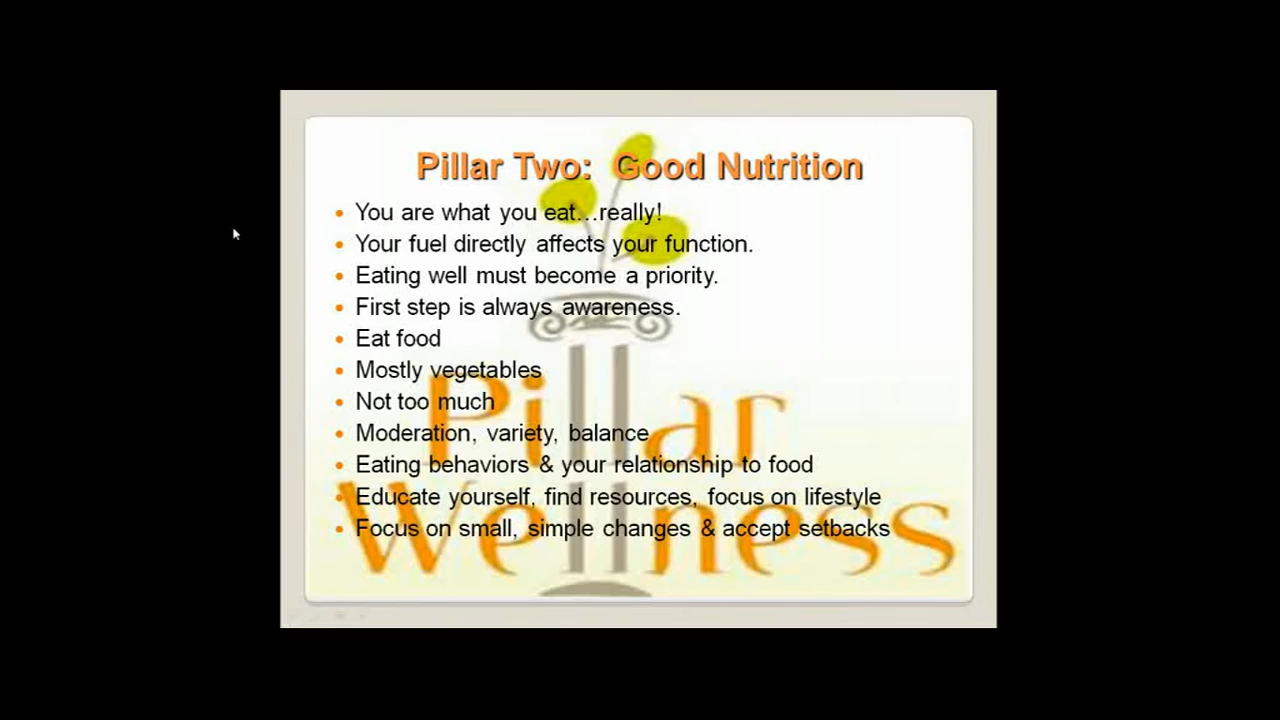 Pillar Two: Good Nutrition
• You are what you eat...really!
• Your fuel directly affects your function.
• Eating well must become a priority.
• First step is always awareness.
• Eat food
• Mostly vegetables
• Not too much
• Moderation, variety, balance
• Eating behaviors & your relationship to food
• Educate yourself, find resources, focus on lifestyle
• Focus on small, simple changes & accept setbacks
Pillar
Wellness